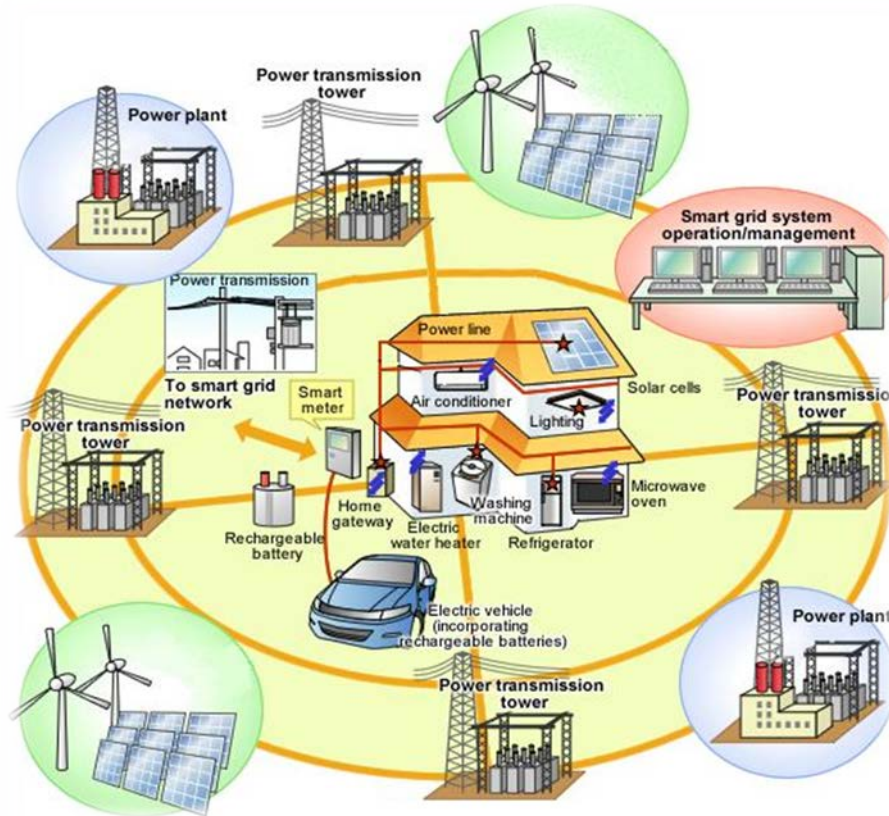 Power transmission
tower
Power plant
Smart grid system
operation/management
Power transmission
Power line
To smart grid
network
Smart
meter
Air conditioner
Solar cells
Lighting
Power transmission
tower
Power transmission
tower
Home
gateway
Electric
water heater
Washing
machine
Refrigerator
Microwave
oven
Rechargeable
battery
Electric vehicle
(incorporating
rechargeable batteries)
Power plant
Power transmission
tower